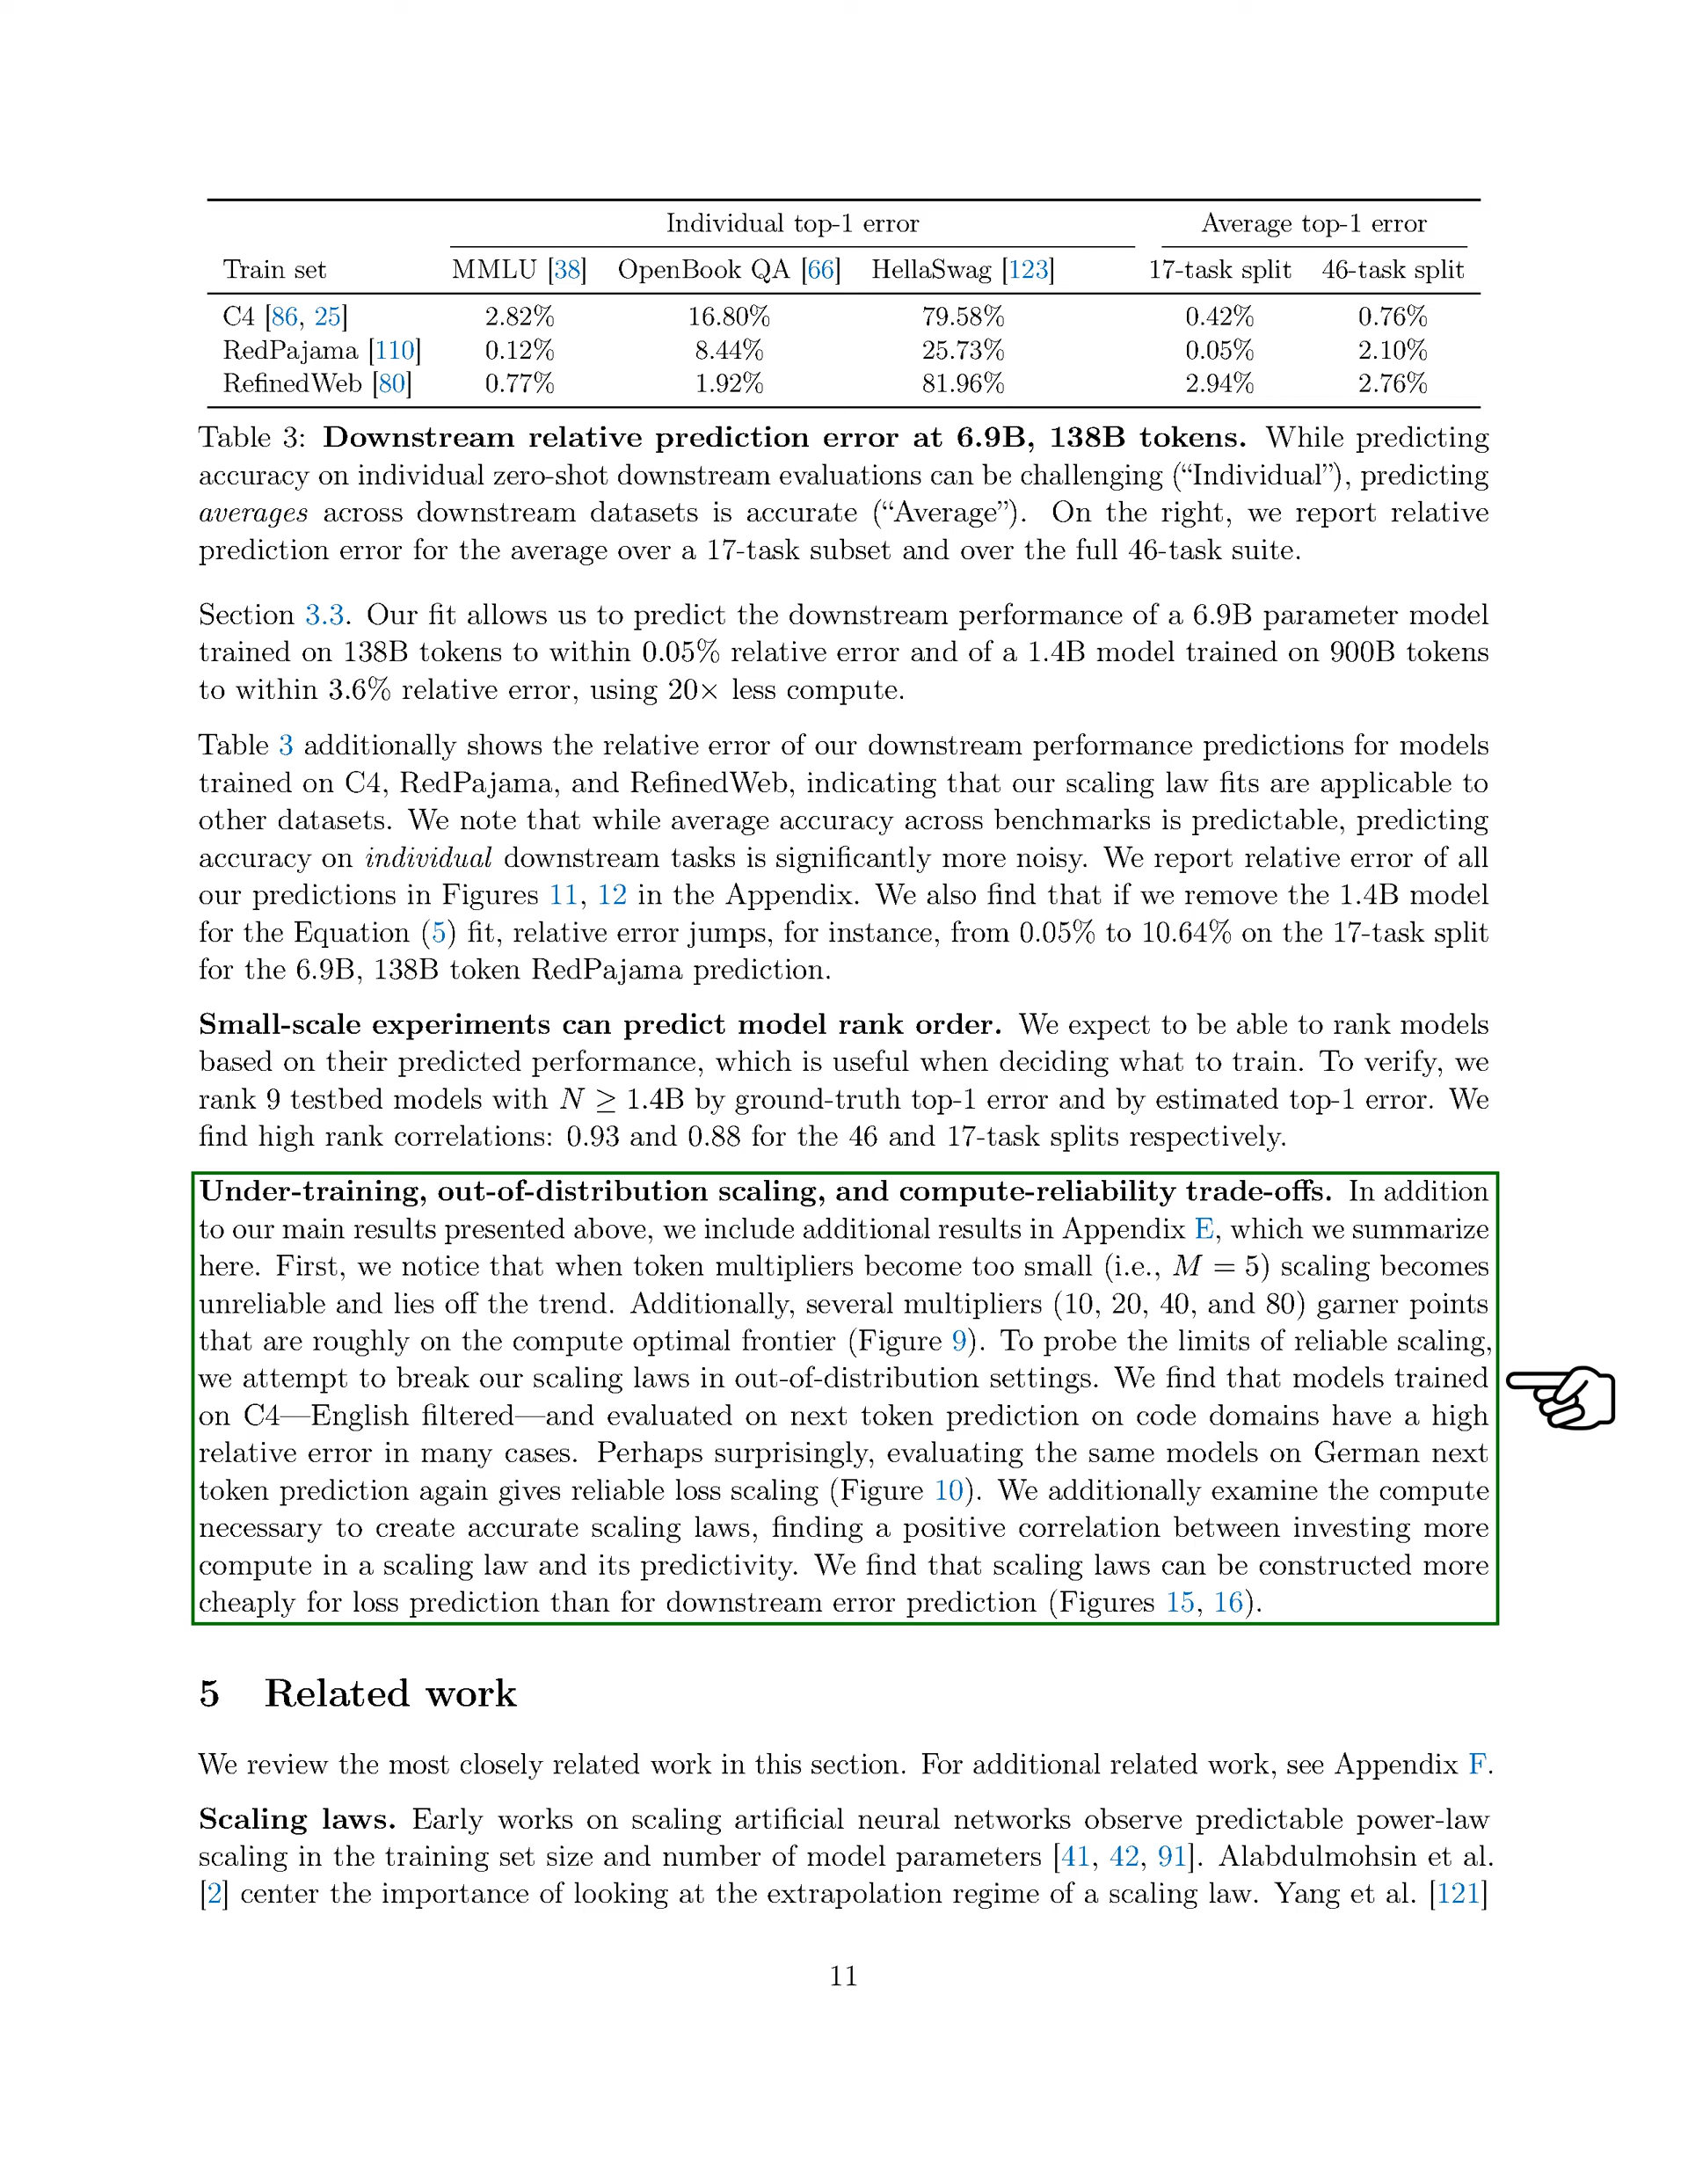 Individual top-1 error Average top-1 error
Train set MMLU [38] OpenBook QA [66] HellaSwag [123] 17-task split 46-task split
C4 [86, 25] 2.82% 16.80% 79.58% 0.42% 0.76%
RedPajama [110] 0.12% 8.44% 25.73% 0.05% 2.10%
RefinedWeb [80] 0.77% 1.92% 81.96% 2.94% 2.76%
Table 3: Downstream relative prediction error at 6.9B, 138B tokens. While predicting
accuracy on individual zero-shot downstream evaluations can be challenging (“Individual”), predicting
averages across downstream datasets is accurate (“Average”). On the right, we report relative
prediction error for the average over a 17-task subset and over the full 46-task suite.
Section 3.3. Our fit allows us to predict the downstream performance of a 6.9B parameter model
trained on 138B tokens to within 0.05% relative error and of a 1.4B model trained on 900B tokens
to within 3.6% relative error, using 20× less compute.
Table 3 additionally shows the relative error of our downstream performance predictions for models
trained on C4, RedPajama, and RefinedWeb, indicating that our scaling law fits are applicable to
other datasets. We note that while average accuracy across benchmarks is predictable, predicting
accuracy on individual downstream tasks is significantly more noisy. We report relative error of all
our predictions in Figures 11, 12 in the Appendix. We also find that if we remove the 1.4B model
for the Equation (5) fit, relative error jumps, for instance, from 0.05% to 10.64% on the 17-task split
for the 6.9B, 138B token RedPajama prediction.
Small-scale experiments can predict model rank order. We expect to be able to rank models
based on their predicted performance, which is useful when deciding what to train. To verify, we
rank 9 testbed models with N ≥ 1.4B by ground-truth top-1 error and by estimated top-1 error. We
find high rank correlations: 0.93 and 0.88 for the 46 and 17-task splits respectively.
Under-training, out-of-distribution scaling, and compute-reliability trade-offs. In addition
to our main results presented above, we include additional results in Appendix E, which we summarize
here. First, we notice that when token multipliers become too small (i.e., M = 5) scaling becomes
unreliable and lies off the trend. Additionally, several multipliers (10, 20, 40, and 80) garner points
that are roughly on the compute optimal frontier (Figure 9). To probe the limits of reliable scaling,
we attempt to break our scaling laws in out-of-distribution settings. We find that models trained
on C4—English filtered—and evaluated on next token prediction on code domains have a high
relative error in many cases. Perhaps surprisingly, evaluating the same models on German next
token prediction again gives reliable loss scaling (Figure 10). We additionally examine the compute
necessary to create accurate scaling laws, finding a positive correlation between investing more
compute in a scaling law and its predictivity. We find that scaling laws can be constructed more
cheaply for loss prediction than for downstream error prediction (Figures 15, 16).
5 Related work
We review the most closely related work in this section. For additional related work, see Appendix F.
Scaling laws. Early works on scaling artificial neural networks observe predictable power-law
scaling in the training set size and number of model parameters [41, 42, 91]. Alabdulmohsin et al.
[2] center the importance of looking at the extrapolation regime of a scaling law. Yang et al. [121]
11